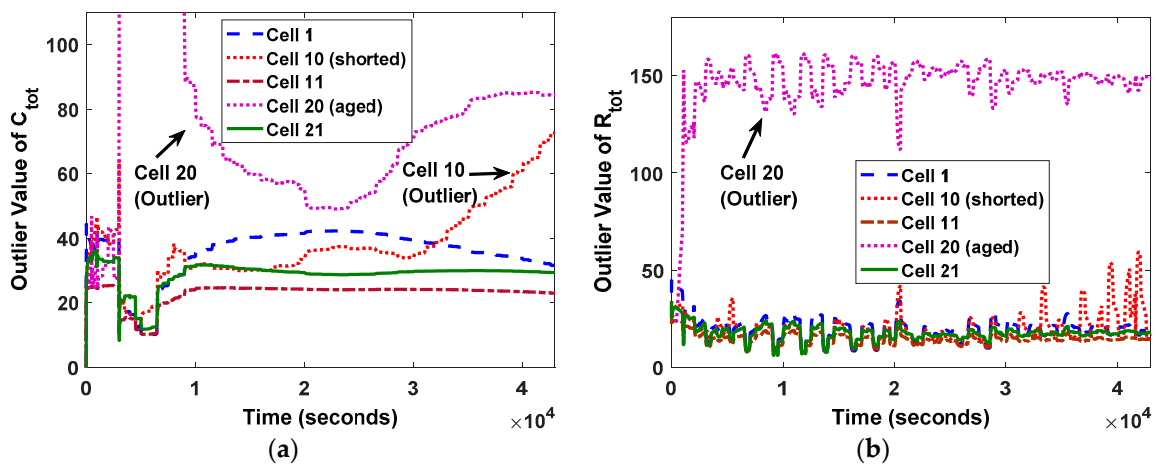 Outlier Value of C_tot
100
80
60
40
20
0
Cell 1
Cell 10 (shorted)
Cell 11
Cell 20 (aged)
Cell 21
Cell 20
(Outlier)
Cell 10
(Outlier)
0 1 2 3 4
Time (seconds)
×10^4
(a)
Outlier Value of R_tot
150
100
50
0
Cell 20
(Outlier)
Cell 1
Cell 10 (shorted)
Cell 11
Cell 20 (aged)
Cell 21
0 1 2 3 4
Time (seconds)
×10^4
(b)